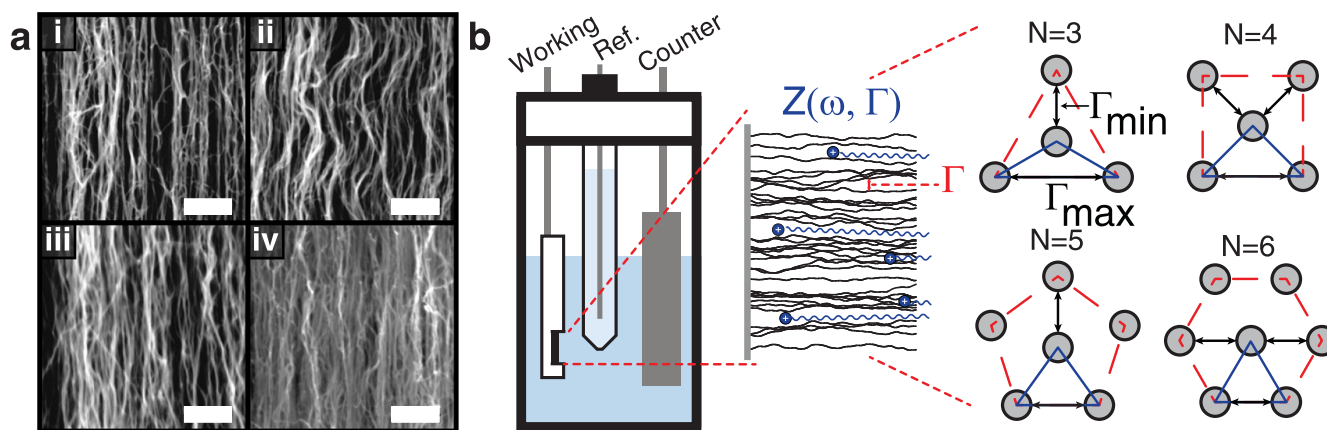 a
i
ii
iii
iv
b
Working
Ref.
Counter
Z(ω, Γ)
Γ
N=3
Γmin
Γmax
N=4
N=5
N=6
+
+
+
+
+